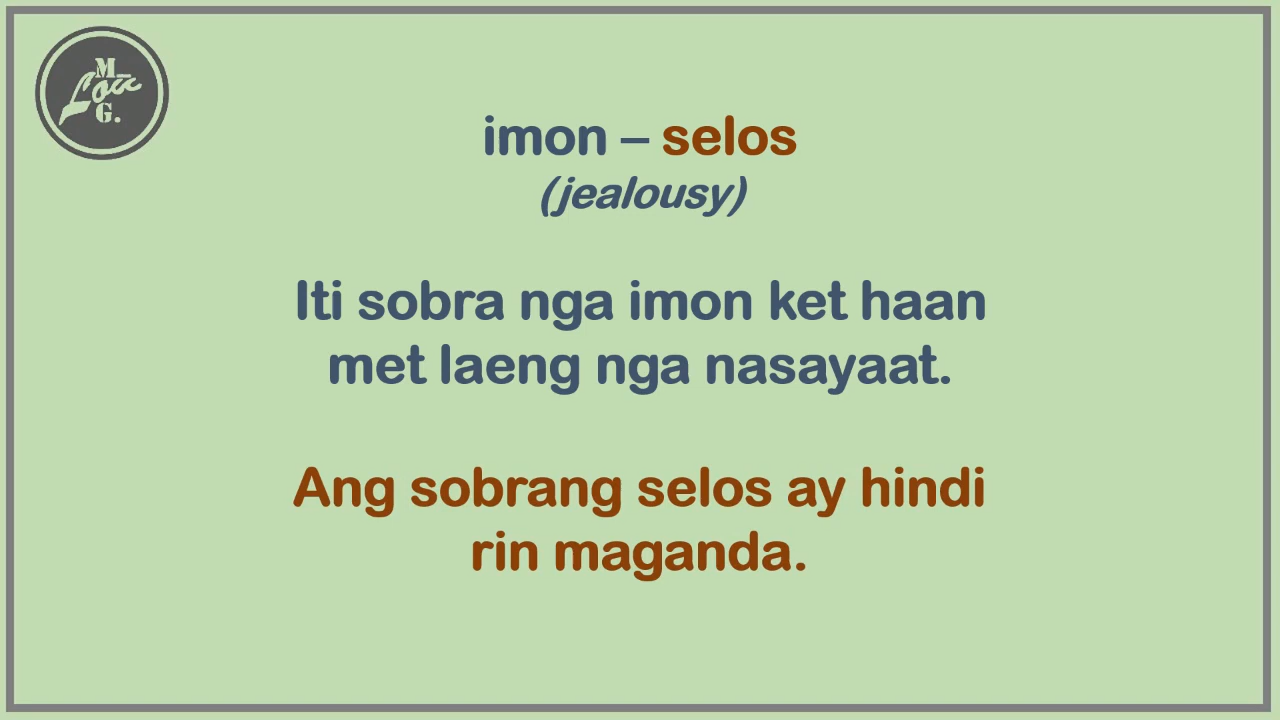 M_
G.
imon – selos
(jealousy)
Iti sobra nga imon ket haan
met laeng nga nasayaat.
Ang sobrang selos ay hindi
rin maganda.